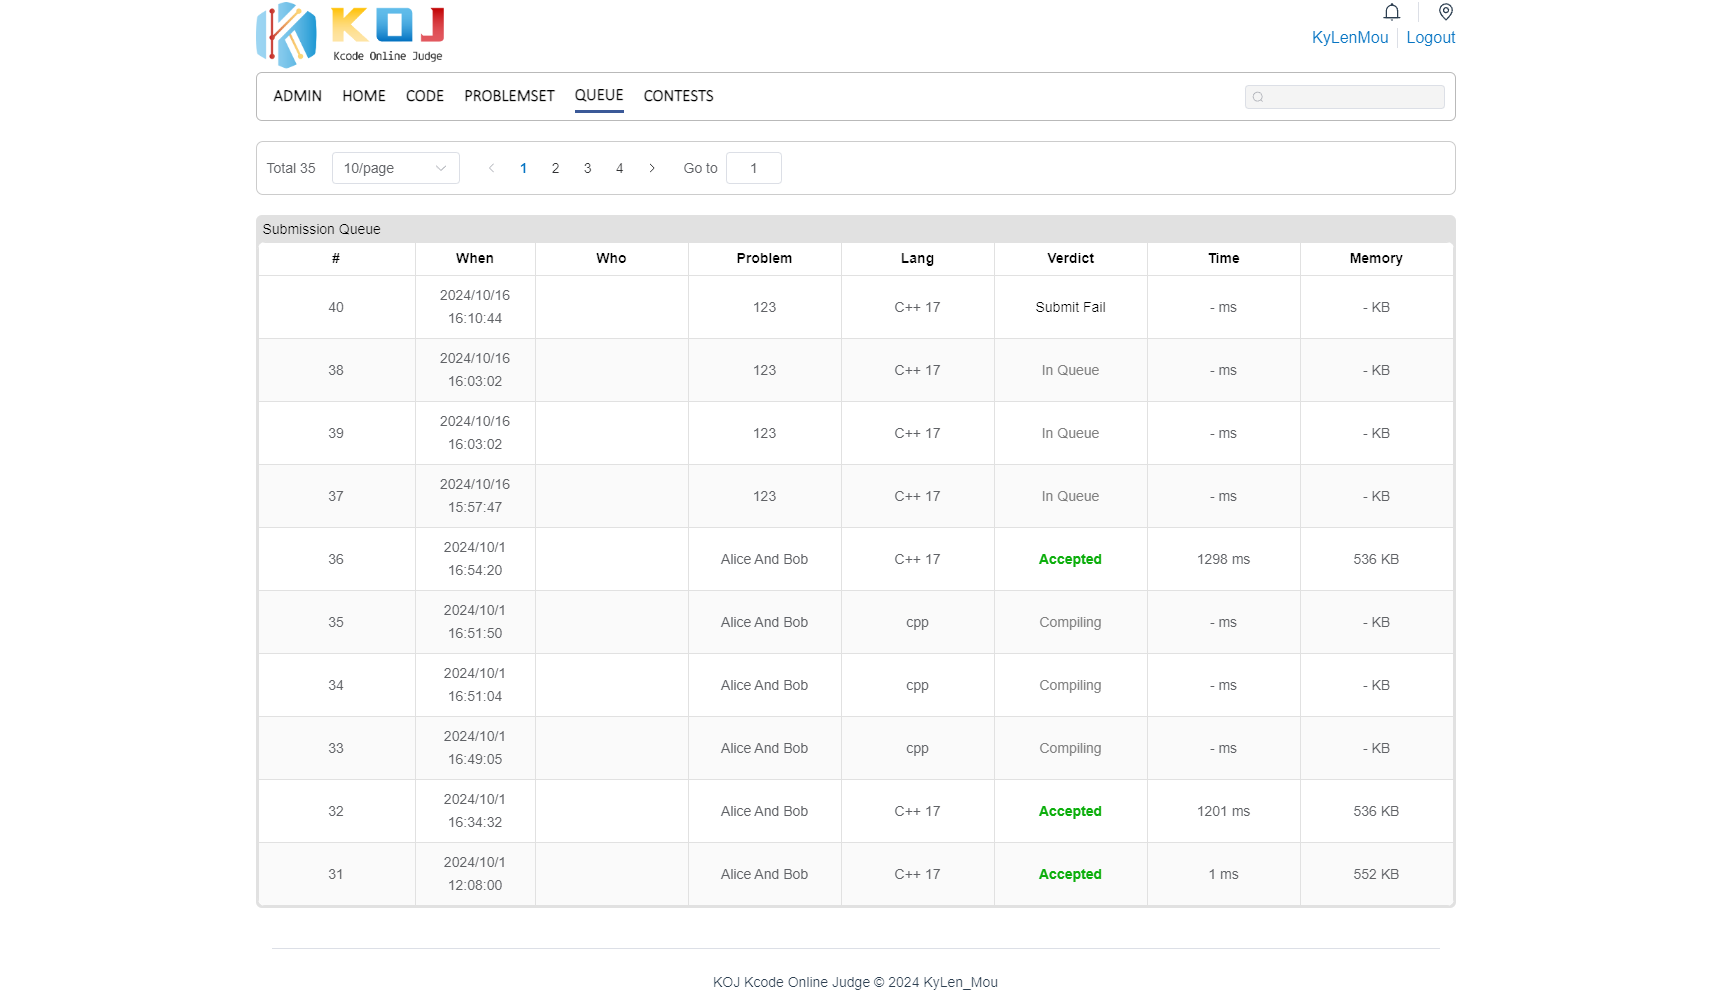 KOJ
Kcode Online Judge
KyLenMou Logout
ADMIN HOME CODE PROBLEMSET QUEUE CONTESTS
Total 35 10/page 1 2 3 4 Go to 1
Submission Queue
# When Who Problem Lang Verdict Time Memory
40 2024/10/16 16:10:44 123 C++ 17 Submit Fail - ms - KB
38 2024/10/16 16:03:02 123 C++ 17 In Queue - ms - KB
39 2024/10/16 16:03:02 123 C++ 17 In Queue - ms - KB
37 2024/10/16 15:57:47 123 C++ 17 In Queue - ms - KB
36 2024/10/1 16:54:20 Alice And Bob C++ 17 Accepted 1298 ms 536 KB
35 2024/10/1 16:51:50 Alice And Bob cpp Compiling - ms - KB
34 2024/10/1 16:51:04 Alice And Bob cpp Compiling - ms - KB
33 2024/10/1 16:49:05 Alice And Bob cpp Compiling - ms - KB
32 2024/10/1 16:34:32 Alice And Bob C++ 17 Accepted 1201 ms 536 KB
31 2024/10/1 12:08:00 Alice And Bob C++ 17 Accepted 1 ms 552 KB
KOJ Kcode Online Judge © 2024 KyLen_Mou